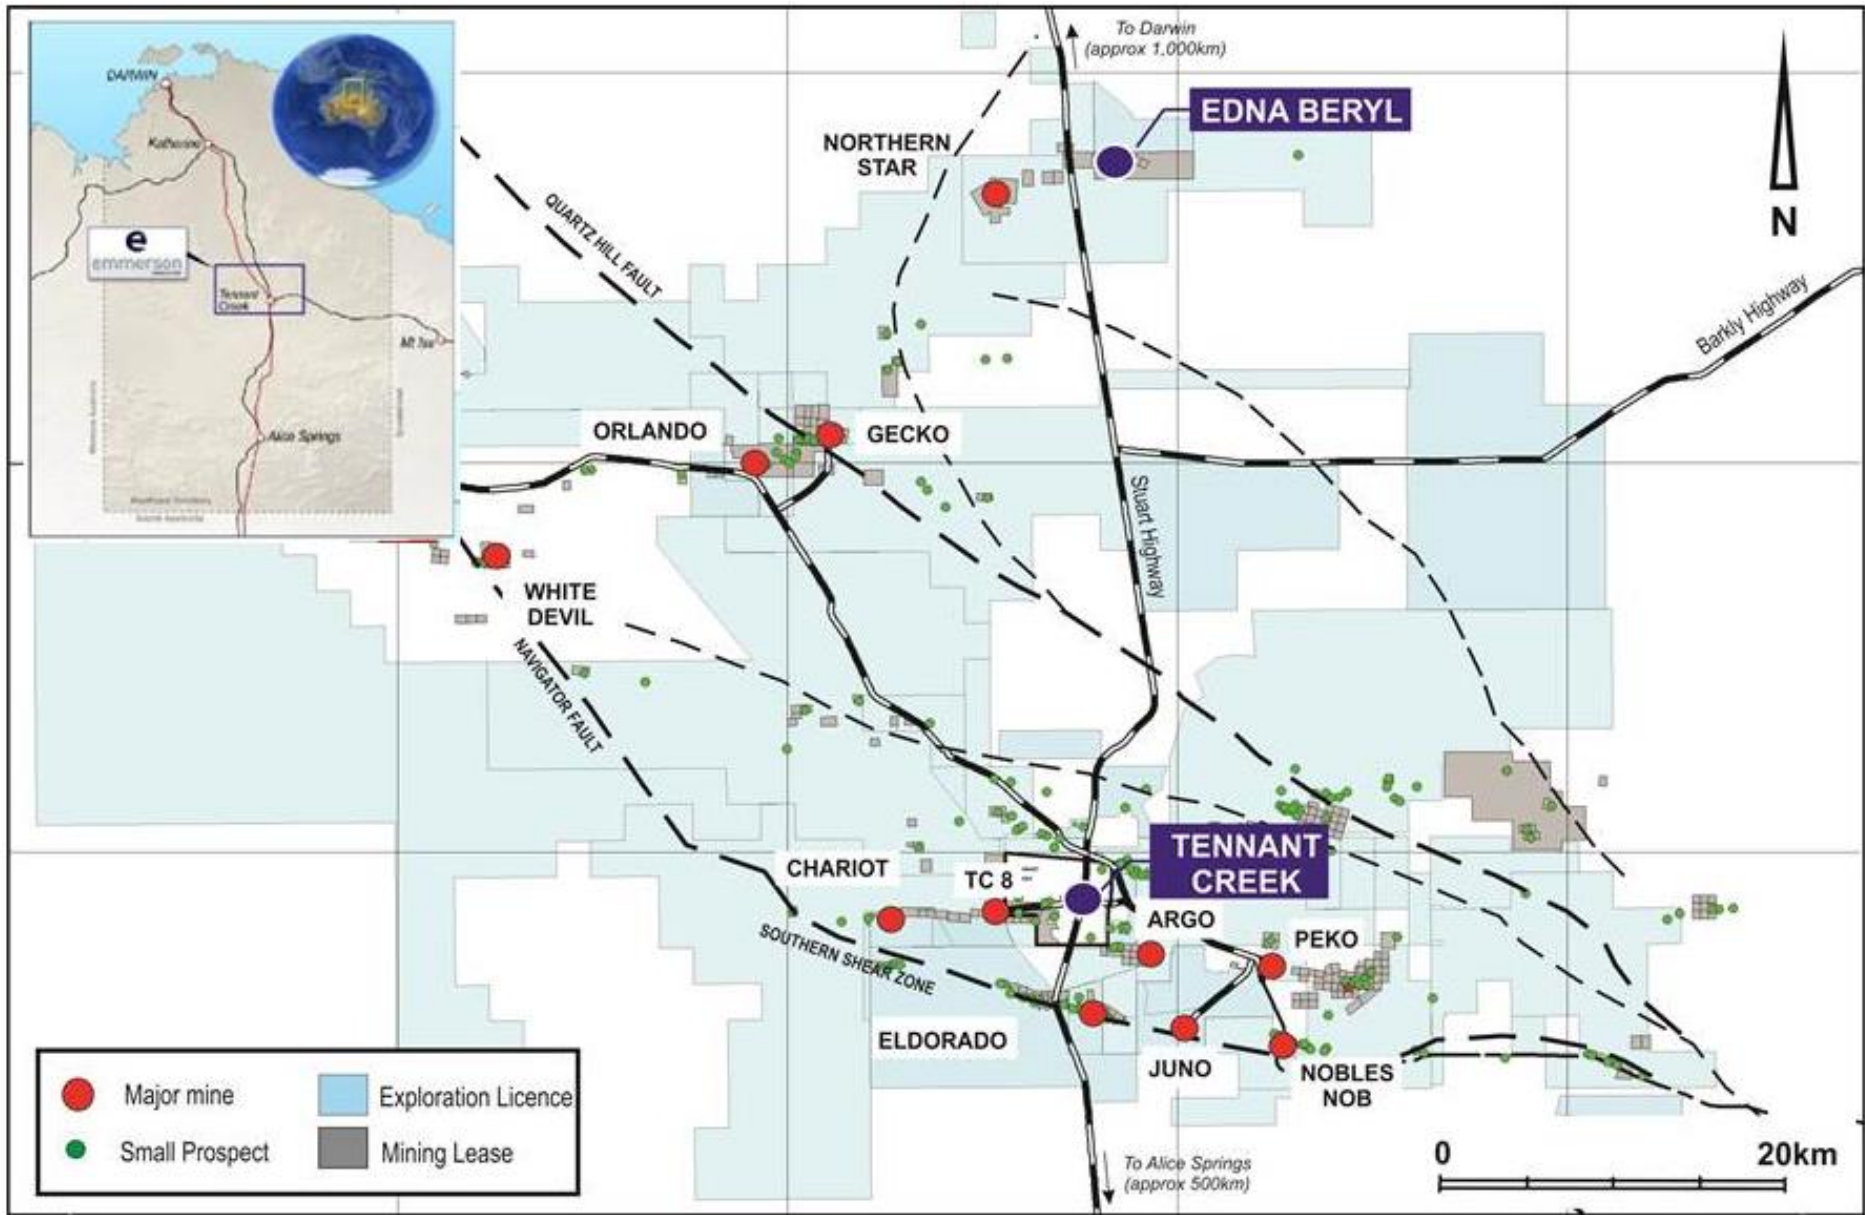 DARWIN
Katherine
e
emmerson
Tennant
Creek
Mt Isa
Alice Springs
To Darwin
(approx 1,000km)
EDNA BERYL
NORTHERN
STAR
N
QUARTZ HILL FAULT
Barkly Highway
ORLANDO
GECKO
Stuart Highway
WHITE
DEVIL
NAVIGATOR FAULT
TENNANT
CREEK
CHARIOT
TC 8
ARGO
PEKO
SOUTHERN SHEAR ZONE
ELDORADO
JUNO
NOBLES
NOB
Major mine
Exploration Licence
Small Prospect
Mining Lease
To Alice Springs
(approx 500km)
0
20km